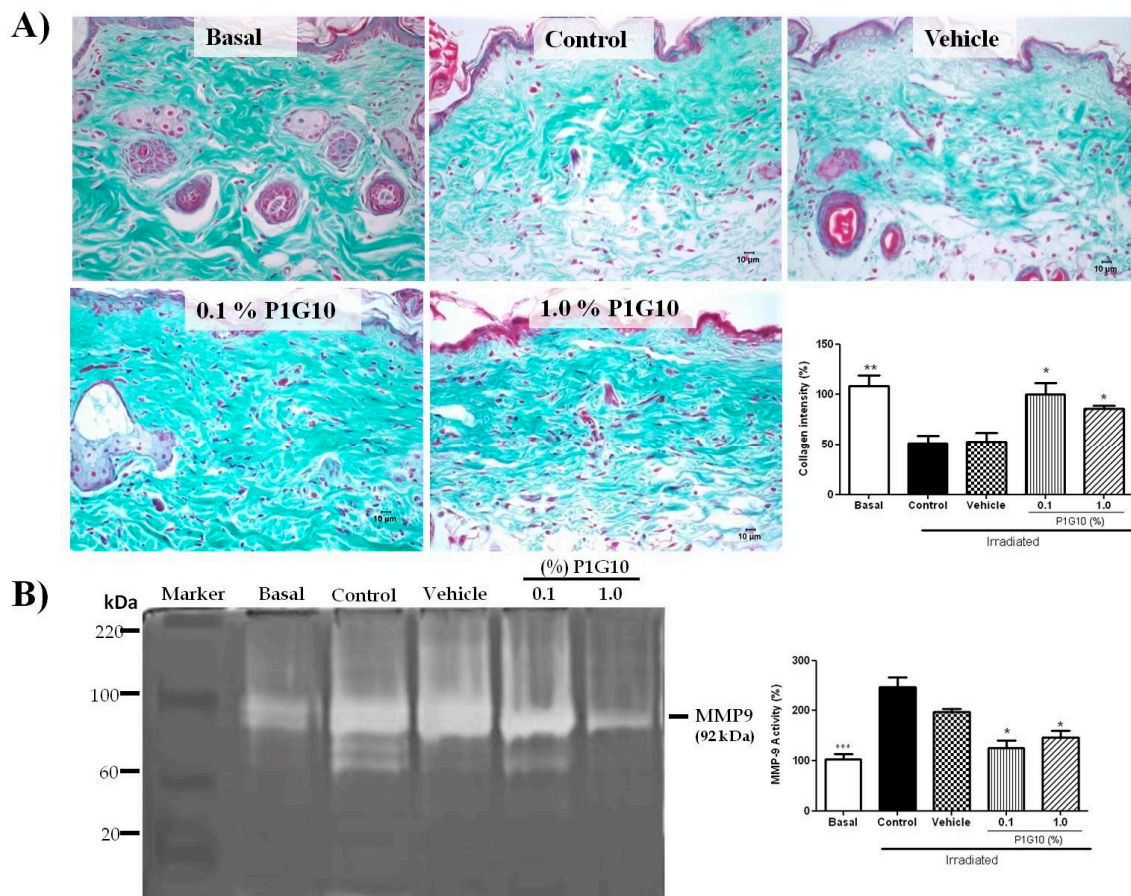 A)
Basal
Control
Vehicle
10 µm
10 µm
0.1 % P1G10
1.0 % P1G10
10 µm
10 µm
Collagen intensity (%)
150
100
50
0
Basal
Control
Vehicle
0.1
1.0
P1G10 (%)
Irradiated
**
*
*
B)
(%) P1G10
kDa
Marker
Basal
Control
Vehicle
0.1
1.0
220
100
60
20
MMP9
(92 kDa)
MMP-9 Activity (%)
300
200
100
0
***
*
*
Basal
Control
Vehicle
0.1
1.0
P1G10 (%)
Irradiated